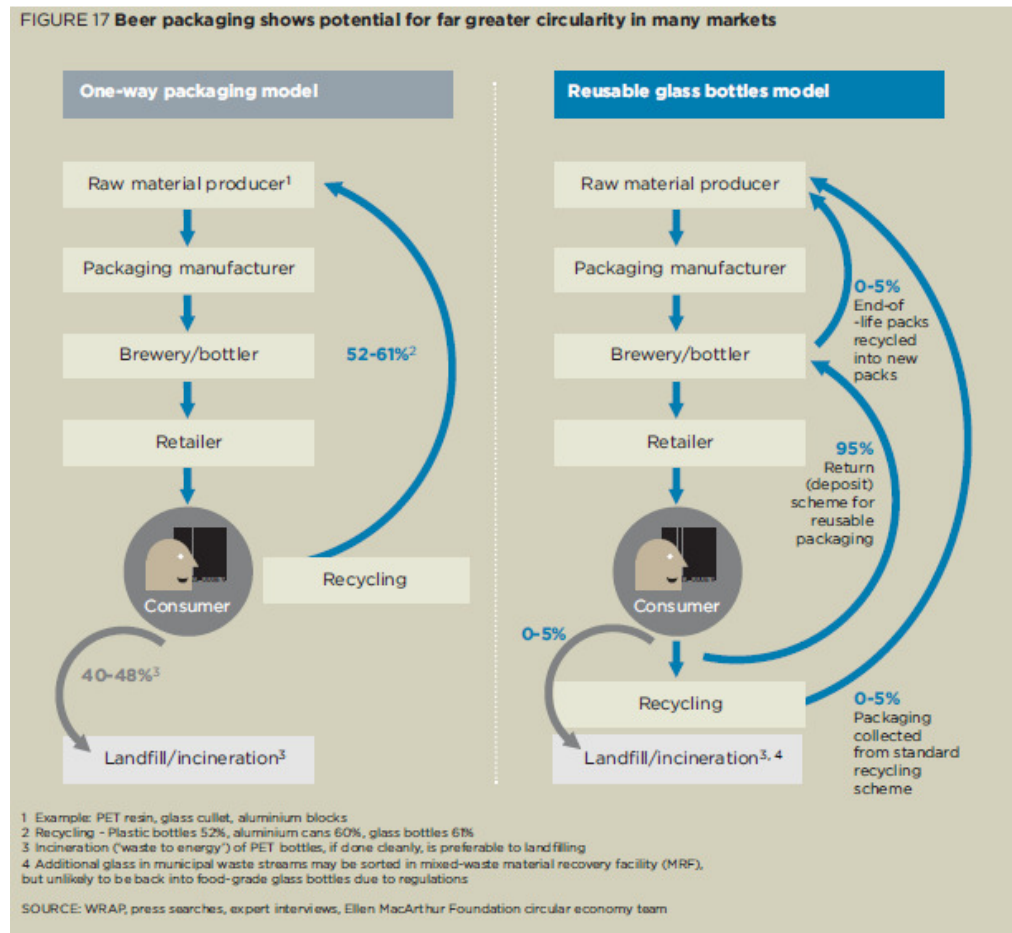 FIGURE 17 Beer packaging shows potential for far greater circularity in many markets
One-way packaging model
Raw material producer¹
Packaging manufacturer
Brewery/bottler
52-61%²
Retailer
Consumer
Recycling
40-48%³
Landfill/incineration³
Reusable glass bottles model
Raw material producer
Packaging manufacturer
0-5%
End-of
-life packs
recycled
into new
packs
Brewery/bottler
Retailer
95%
Return
(deposit)
scheme for
reusable
packaging
Consumer
0-5%
Recycling
0-5%
Packaging
collected
from standard
recycling
scheme
Landfill/incineration³, ⁴
1 Example: PET resin, glass cullet, aluminium blocks
2 Recycling - Plastic bottles 52%, aluminium cans 60%, glass bottles 61%
3 Incineration ('waste to energy') of PET bottles, if done cleanly, is preferable to landfilling
4 Additional glass in municipal waste streams may be sorted in mixed-waste material recovery facility (MRF),
but unlikely to be back into food-grade glass bottles due to regulations
SOURCE: WRAP, press searches, expert interviews, Ellen MacArthur Foundation circular economy team